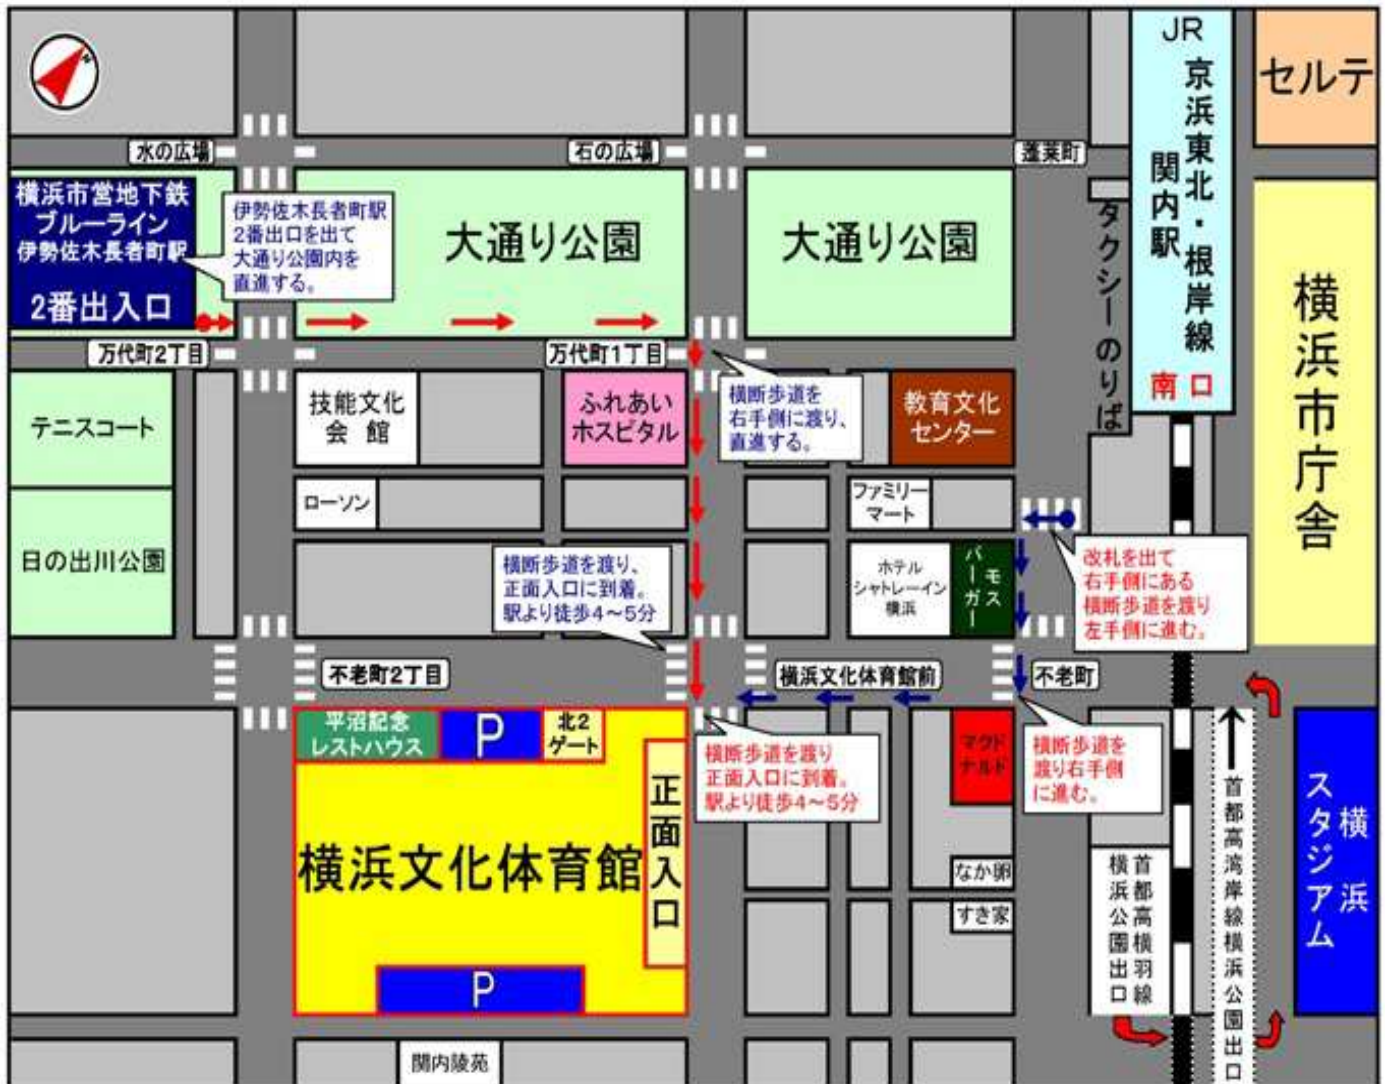 N
JR
京浜東北・根岸線
関内駅
南口
セルテ
水の広場
石の広場
蓬莱町
横浜市営地下鉄
ブルーライン
伊勢佐木長者町駅
2番出入口
伊勢佐木長者町駅
2番出口を出て
大通り公園内を
直進する。
大通り公園
大通り公園
タクシーのりば
横浜市庁舎
万代町2丁目
万代町1丁目
テニスコート
技能文化
会館
ふれあい
ホスピタル
横断歩道を
右手側に渡り、
直進する。
教育文化
センター
ローソン
ファミリー
マート
日の出川公園
横断歩道を渡り、
正面入口に到着。
駅より徒歩4～5分
ホテル
シャトレーイン
横浜
モス
バーガー
改札を出て
右手側にある
横断歩道を渡り
左手側に進む。
不老町2丁目
横浜文化体育館前
不老町
平沼記念
レストハウス
P
北2
ゲート
正面入口
横断歩道を渡り
正面入口に到着。
駅より徒歩4～5分
マクド
ナルド
横断歩道を
渡り右手側
に進む。
横浜文化体育館
なか卯
すき家
首都高横羽線
横浜公園出口
首都高湾岸線横浜公園出口
横浜
スタジアム
P
関内陵苑